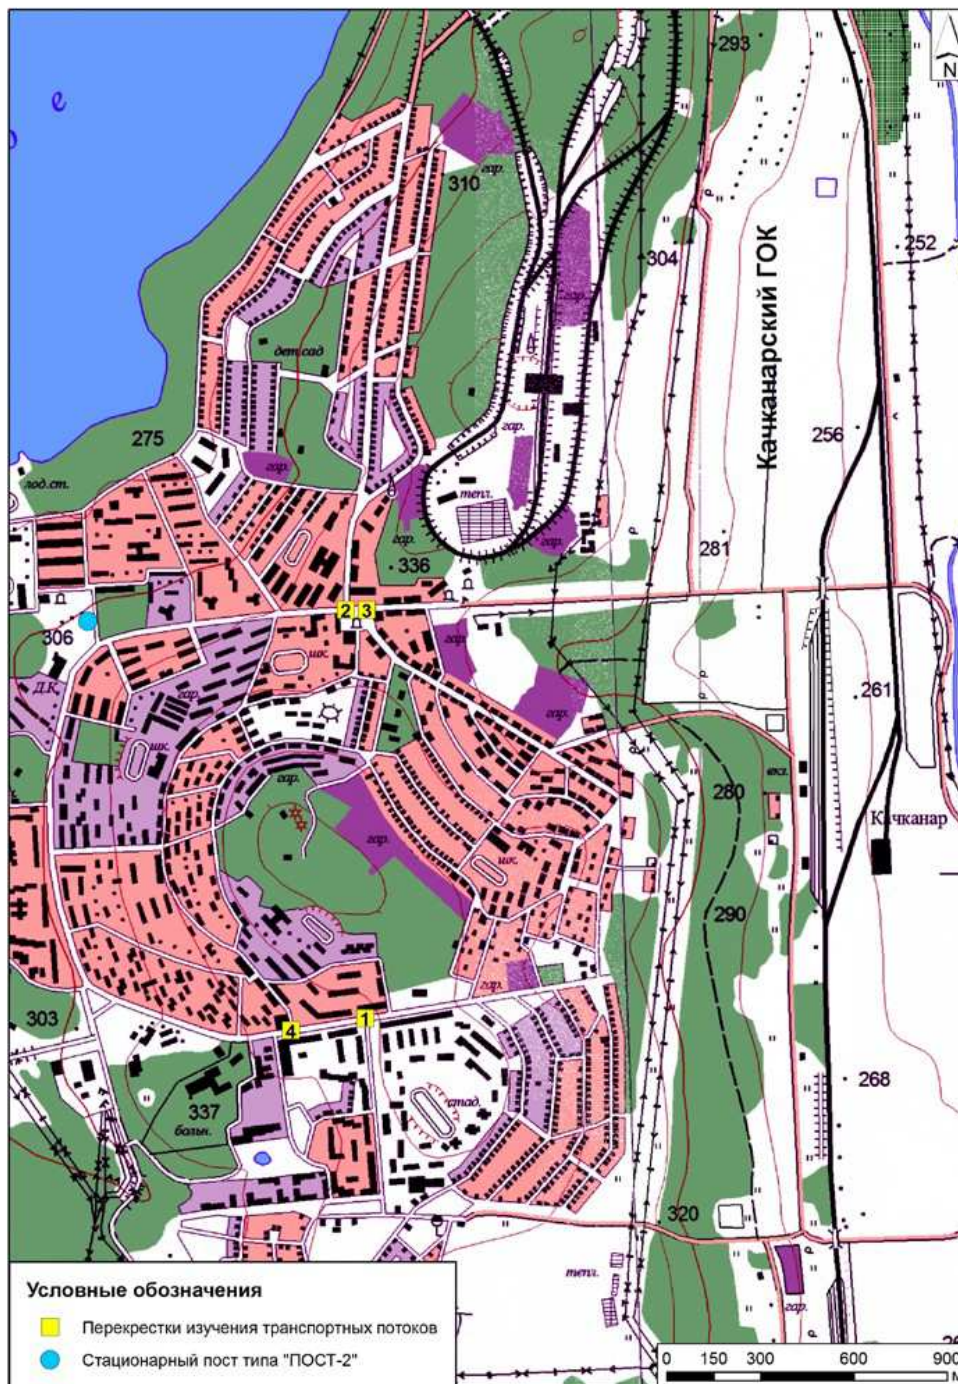 е
293
N
310
гар.
304
252
гар.
дет.сад
275
256
Качканарский ГОК
гар.
гар.
лод.ст.
тепл.
гар.
гар.
281
336
2 3
306
гар.
шк.
Д.К.
гар.
261
гар.
шк.
гар.
280
Качканар
гар.
шк.
290
гар.
303
1
4
268
337
больн.
стад.
320
тепл.
гар.
Условные обозначения
Перекрестки изучения транспортных потоков
Стационарный пост типа "ПОСТ-2"
0 150 300 600 900
М